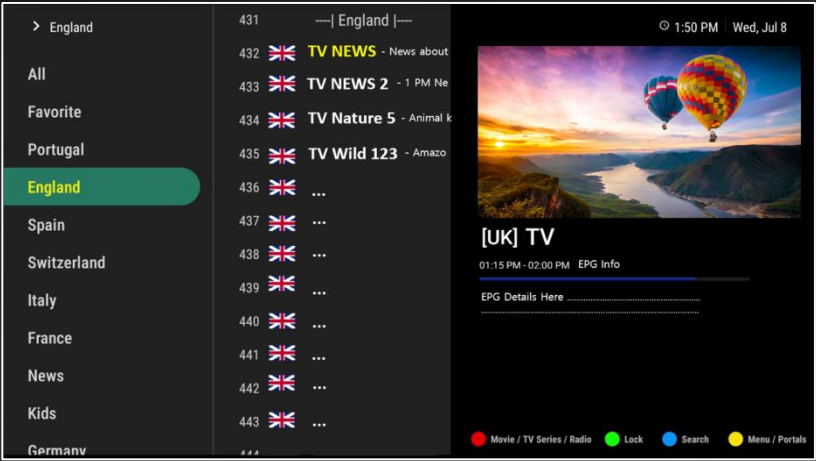 > England
All
Favorite
Portugal
England
Spain
Switzerland
Italy
France
News
Kids
Germany
431 ----| England |----
432 TV NEWS - News about
433 TV NEWS 2 - 1 PM Ne
434 TV Nature 5 - Animal k
435 TV Wild 123 - Amazo
436 ...
437 ...
438 ...
439 ...
440 ...
441 ...
442 ...
443 ...
444
1:50 PM Wed, Jul 8
[UK] TV
01:15 PM - 02:00 PM EPG Info
EPG Details Here ......................................................
......................................................................................
Movie / TV Series / Radio Lock Search Menu / Portals